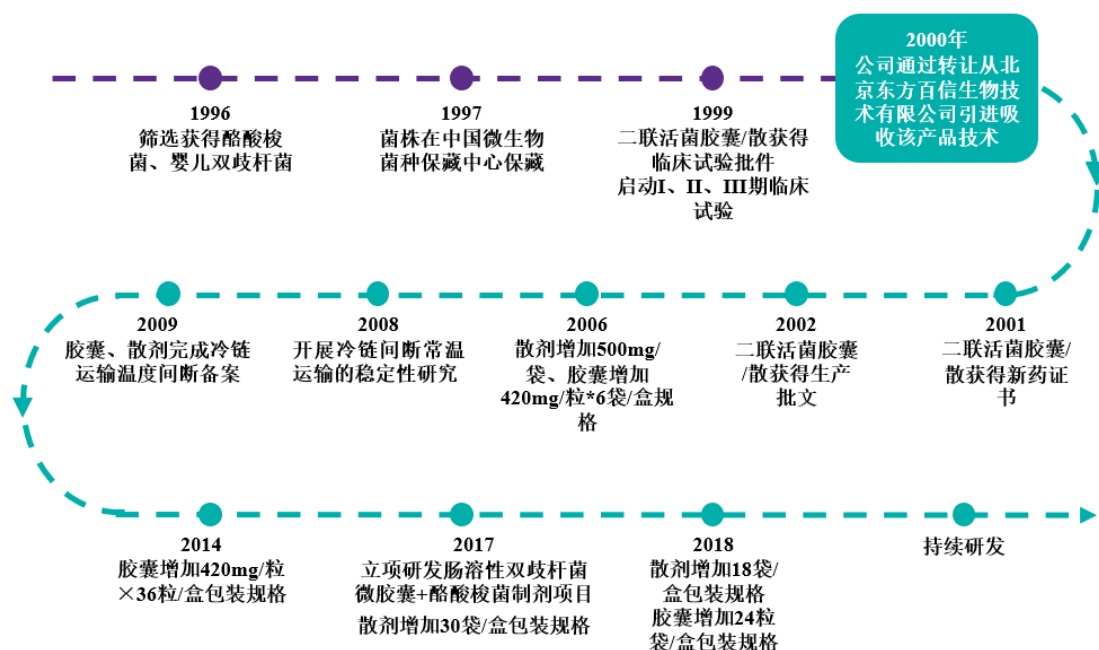 1996
筛选获得酪酸梭
菌、婴儿双歧杆菌
1997
菌株在中国微生物
菌种保藏中心保藏
1999
二联活菌胶囊/散获得
临床试验批件
启动I、II、III期临床
试验
2000年
公司通过转让从北
京东方百信生物技
术有限公司引进吸
收该产品技术
2001
二联活菌胶囊/
散获得新药证
书
2002
二联活菌胶囊
/散获得生产
批文
2006
散剂增加500mg/
袋、胶囊增加
420mg/粒*6袋/盒规
格
2008
开展冷链间断常温
运输的稳定性研究
2009
胶囊、散剂完成冷链
运输温度间断备案
2014
胶囊增加420mg/粒
×36粒/盒包装规格
2017
立项研发肠溶性双歧杆菌
微胶囊+酪酸梭菌制剂项目
散剂增加30袋/盒包装规格
2018
散剂增加18袋/
盒包装规格
胶囊增加24粒
袋/盒包装规格
持续研发